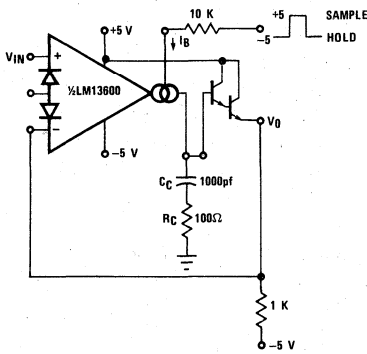 +5 V
10 K
+5 SAMPLE
-5 HOLD
I_B
V_IN
+
½LM13600
−
V_O
−5 V
C_C 1000pf
R_C 100Ω
1 K
−5 V